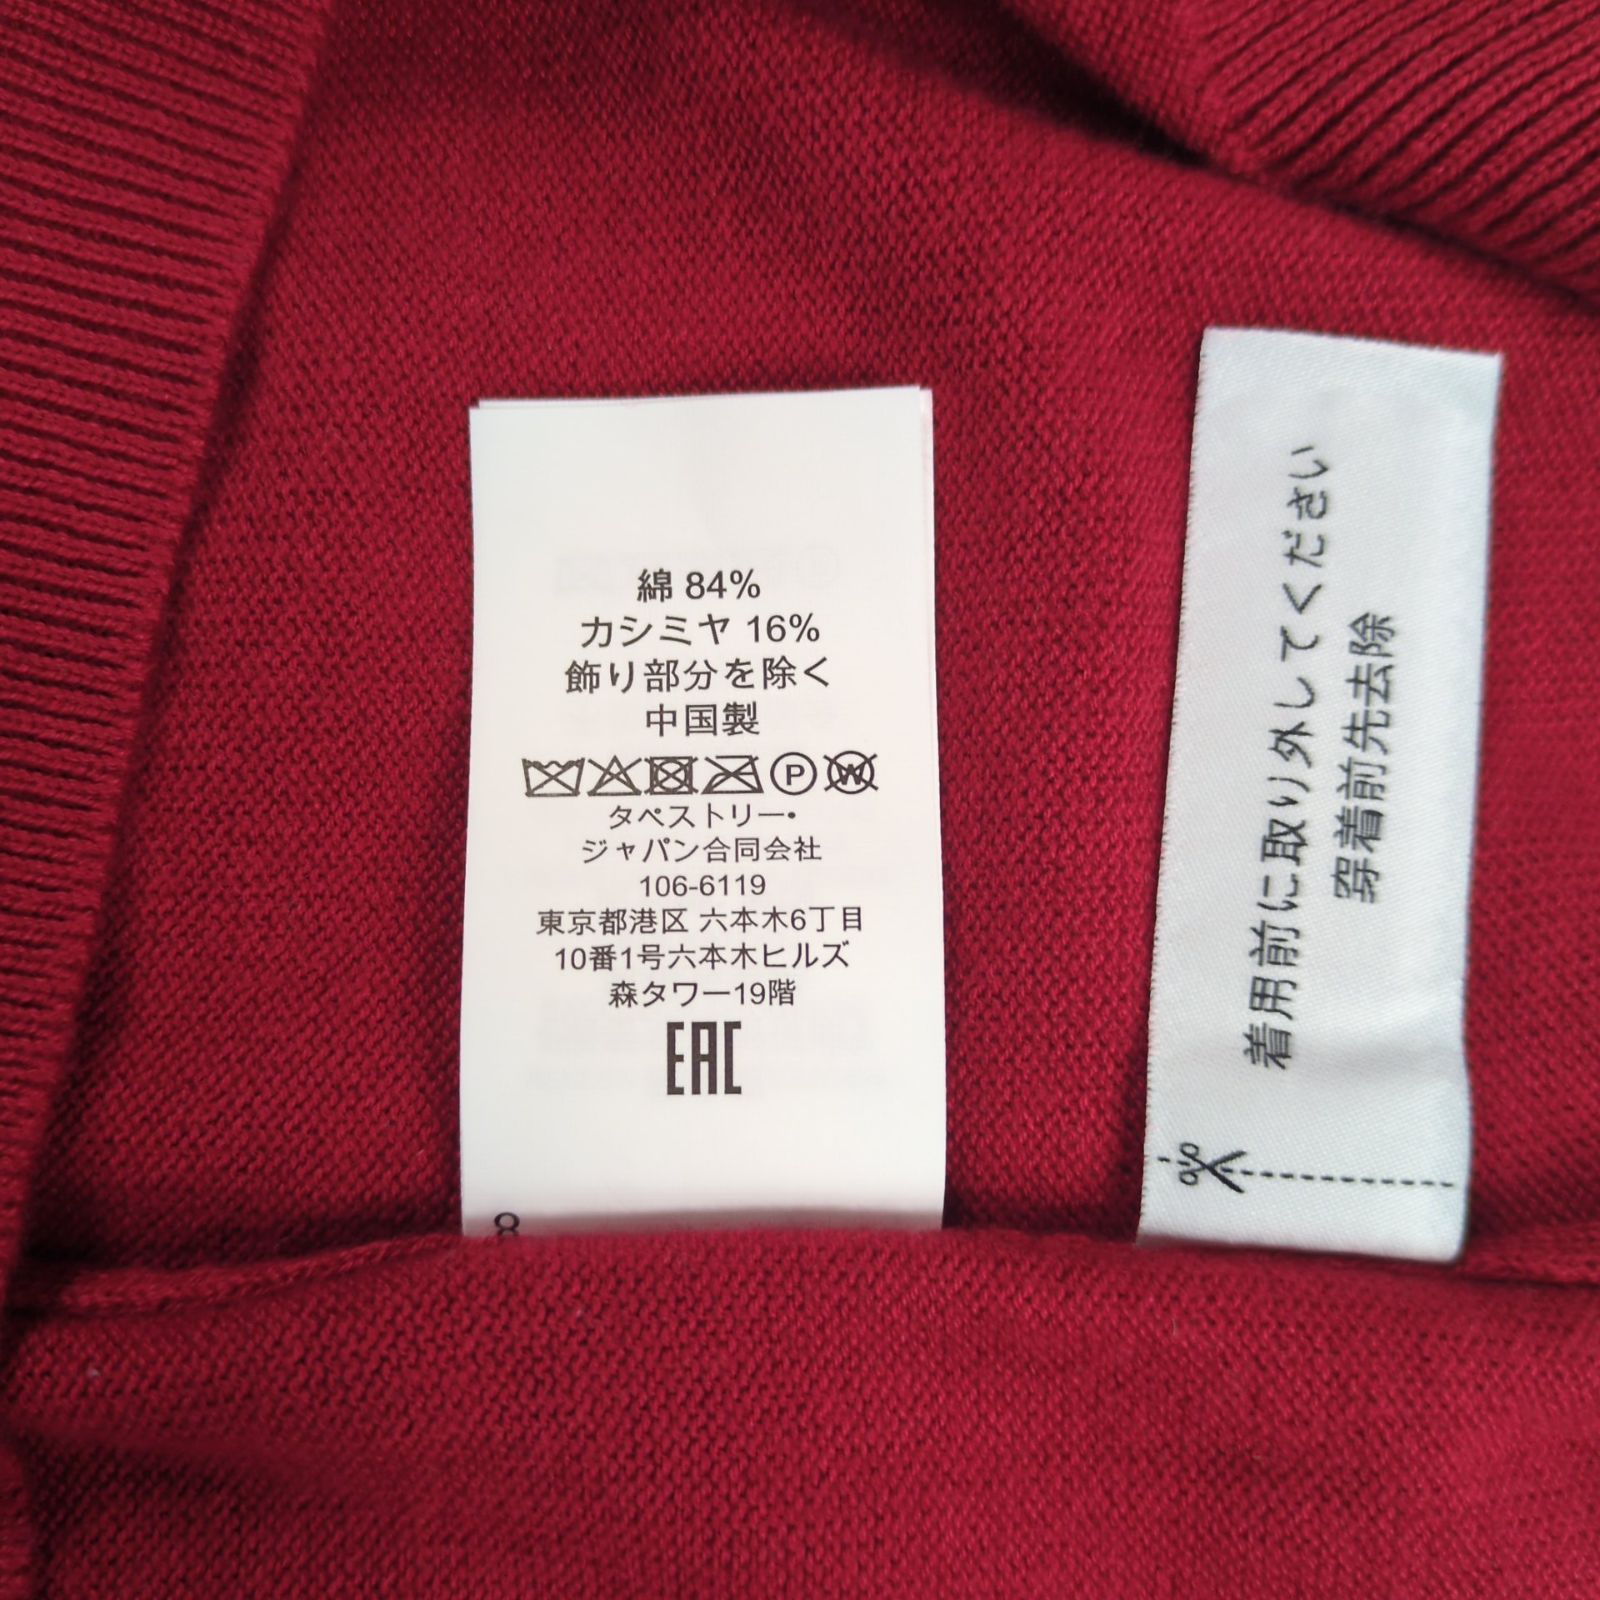 綿 84%
カシミヤ 16%
飾り部分を除く
中国製
P W
タペストリー・
ジャパン合同会社
106-6119
東京都港区 六本木6丁目
10番1号六本木ヒルズ
森タワー19階
EAC
8
着用前に取り外してください
穿着前先去除